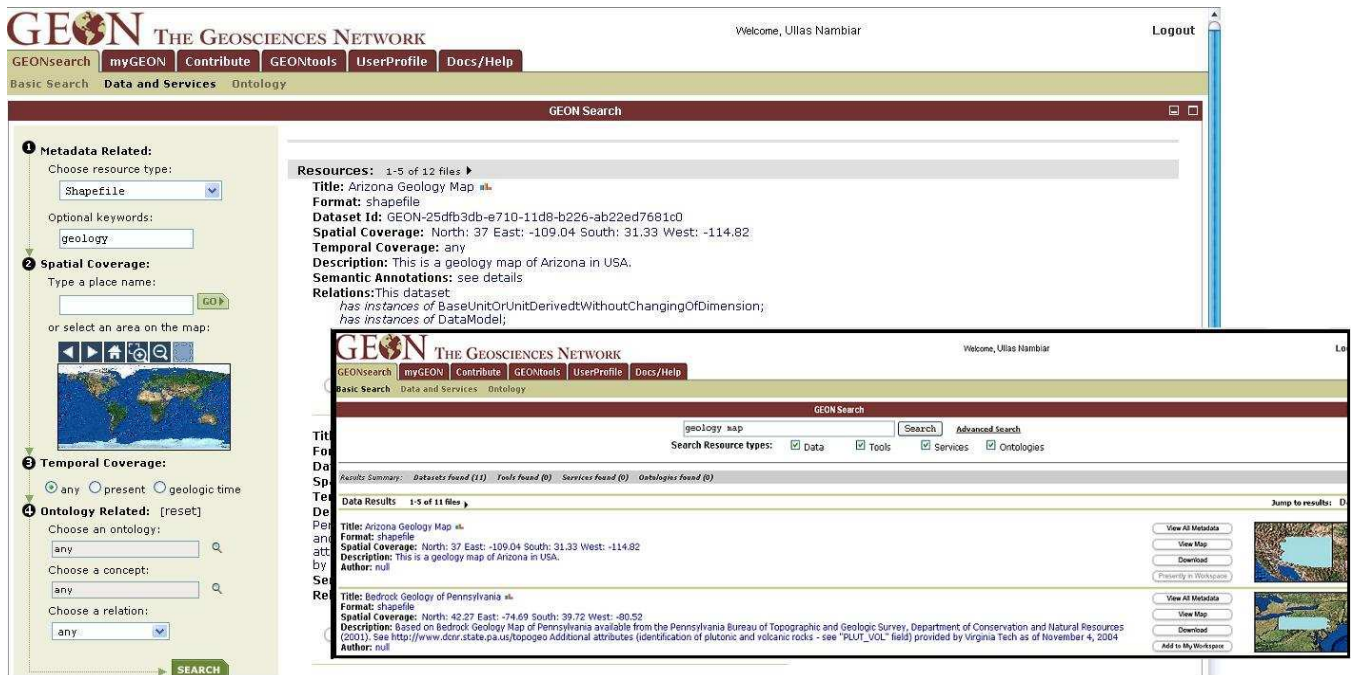 GEON THE GEOSCIENCES NETWORK
Welcome, Ullas Nambiar
Logout
GEONsearch myGEON Contribute GEONtools UserProfile Docs/Help
Basic Search Data and Services Ontology
GEON Search
1 Metadata Related:
Choose resource type:
Shapefile
Optional keywords:
geology
2 Spatial Coverage:
Type a place name:
GO
or select an area on the map:
3 Temporal Coverage:
any present geologic time
4 Ontology Related: [reset]
Choose an ontology:
any
Choose a concept:
any
Choose a relation:
any
SEARCH
Resources: 1-5 of 12 files
Title: Arizona Geology Map
Format: shapefile
Dataset Id: GEON-25dfb3db-e710-11d8-b226-ab22ed7681c0
Spatial Coverage: North: 37 East: -109.04 South: 31.33 West: -114.82
Temporal Coverage: any
Description: This is a geology map of Arizona in USA.
Semantic Annotations: see details
Relations:This dataset
has instances of BaseUnitOrUnitDerivedtWithoutChangingOfDimension;
has instances of DataModel;
GEON THE GEOSCIENCES NETWORK
Welcome, Ullas Nambiar
Lo
GEONsearch myGEON Contribute GEONtools UserProfile Docs/Help
Basic Search Data and Services Ontology
GEON Search
geology map Search Advanced Search
Search Resource types: Data Tools Services Ontologies
Results Summary: Datasets found (11) Tools found (0) Services found (0) Ontologies found (0)
Data Results 1-5 of 11 files
Jump to results: D
Title: Arizona Geology Map
Format: shapefile
Spatial Coverage: North: 37 East: -109.04 South: 31.33 West: -114.82
Description: This is a geology map of Arizona in USA.
Author: null
View All Metadata
View Map
Download
Presently in Workspace
Title: Bedrock Geology of Pennsylvania
Format: shapefile
Spatial Coverage: North: 42.27 East: -74.69 South: 39.72 West: -80.52
Description: Based on Bedrock Geology Map of Pennsylvania available from the Pennsylvania Bureau of Topographic and Geologic Survey, Department of Conservation and Natural Resources
(2001). See http://www.dcnr.state.pa.us/topogeo Additional attributes (identification of plutonic and volcanic rocks - see "PLUT_VOL" field) provided by Virginia Tech as of November 4, 2004
Author: null
View All Metadata
View Map
Download
Add to My Workspace